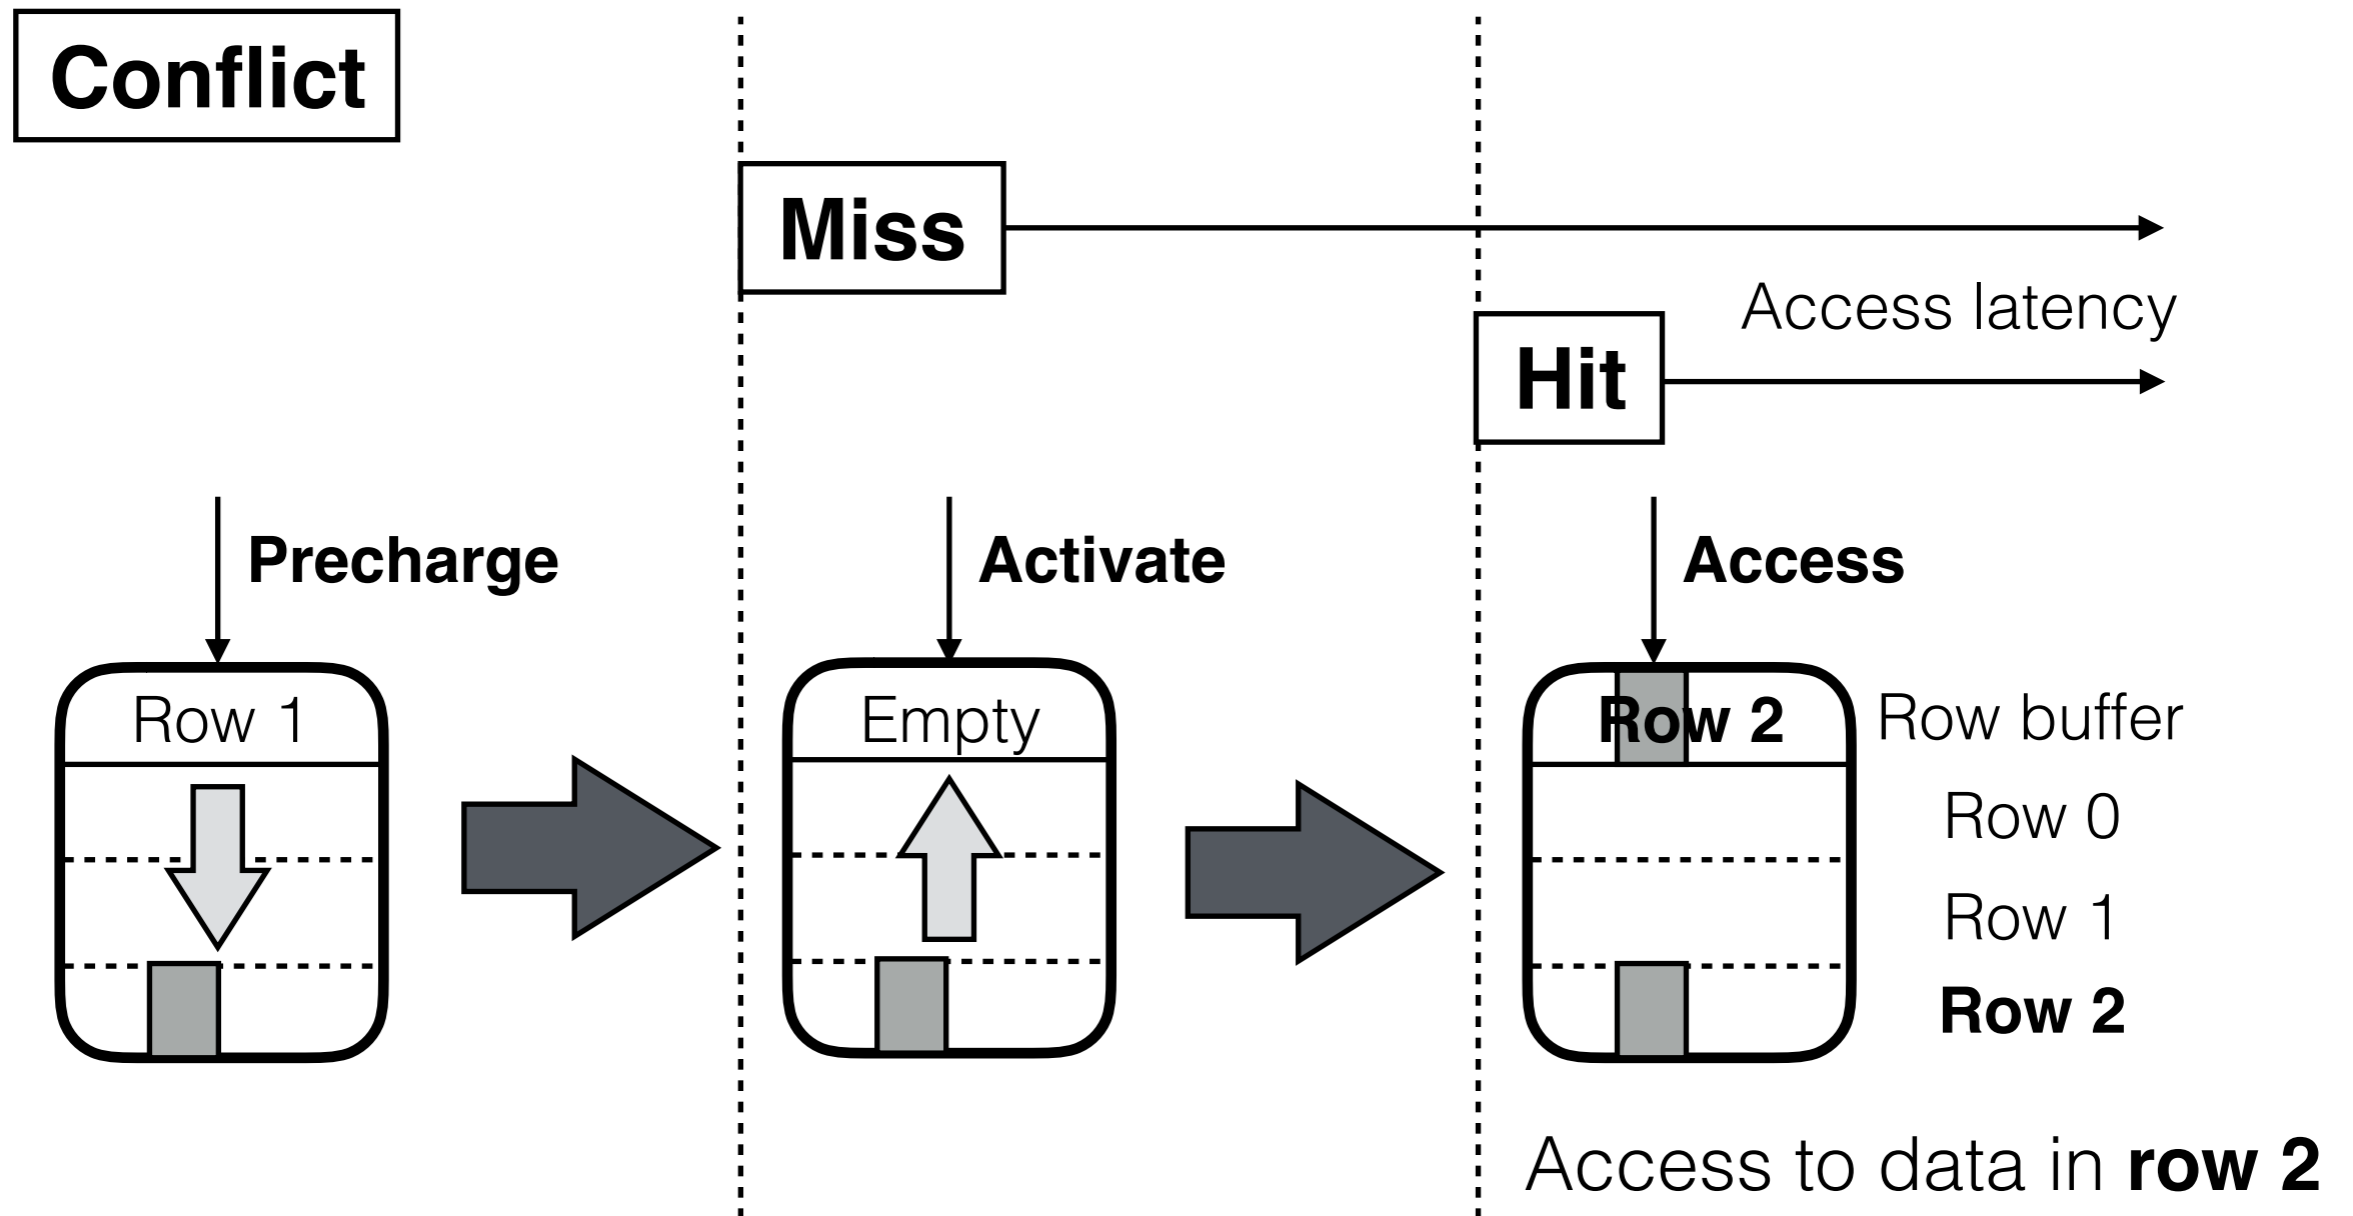 Conflict
Miss
Access latency
Hit
Precharge
Activate
Access
Row 1
Empty
Row 2
Row buffer
Row 0
Row 1
Row 2
Access to data in row 2